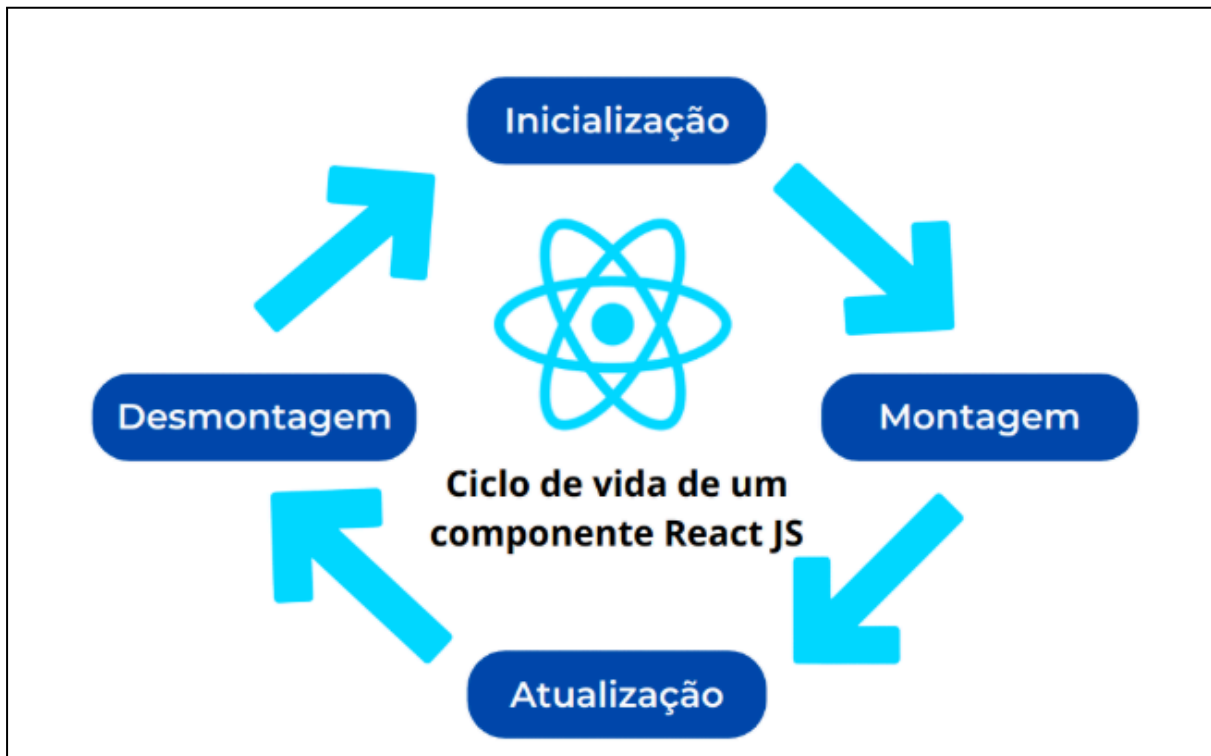 Inicialização
Desmontagem
Montagem
Ciclo de vida de um
componente React JS
Atualização